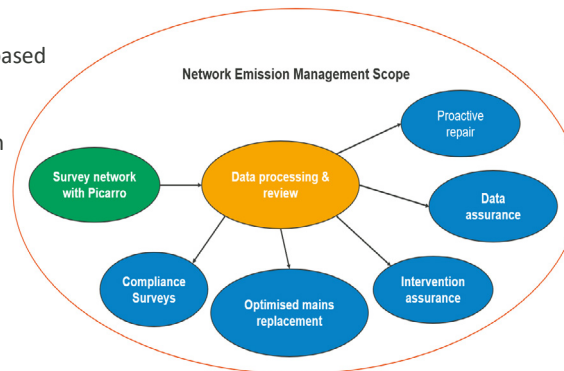 ased
Network Emission Management Scope
Proactive
repair
Survey network
with Picarro
Data processing &
review
Data
assurance
Compliance
Surveys
Optimised mains
replacement
Intervention
assurance